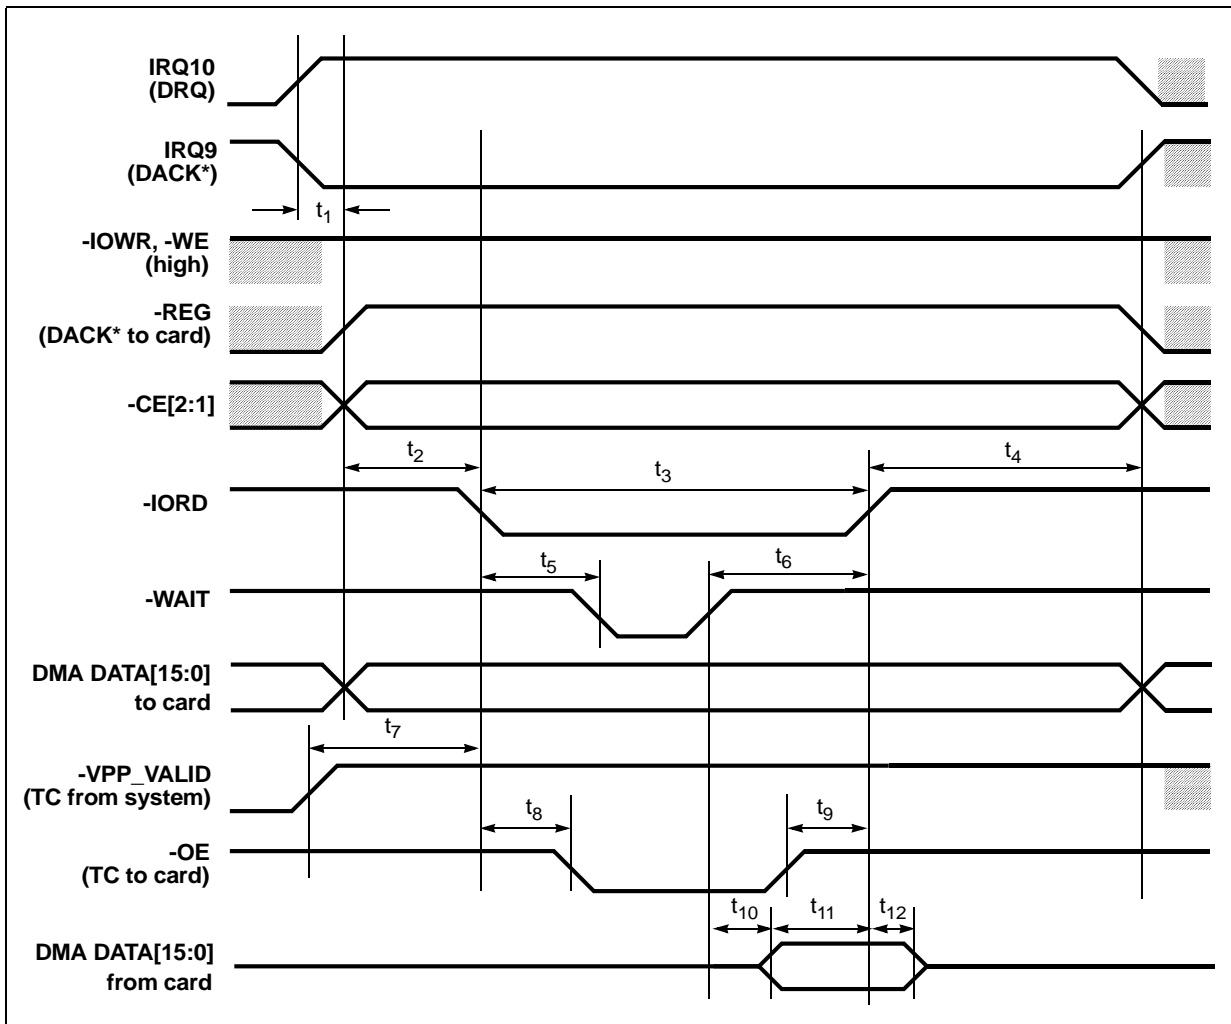 IRQ10
(DRQ)
IRQ9
(DACK*)
t1
-IOWR, -WE
(high)
-REG
(DACK* to card)
-CE[2:1]
t2
t3
t4
-IORD
t5
t6
-WAIT
DMA DATA[15:0]
to card
t7
-VPP_VALID
(TC from system)
t8
t9
-OE
(TC to card)
t10
t11
t12
DMA DATA[15:0]
from card